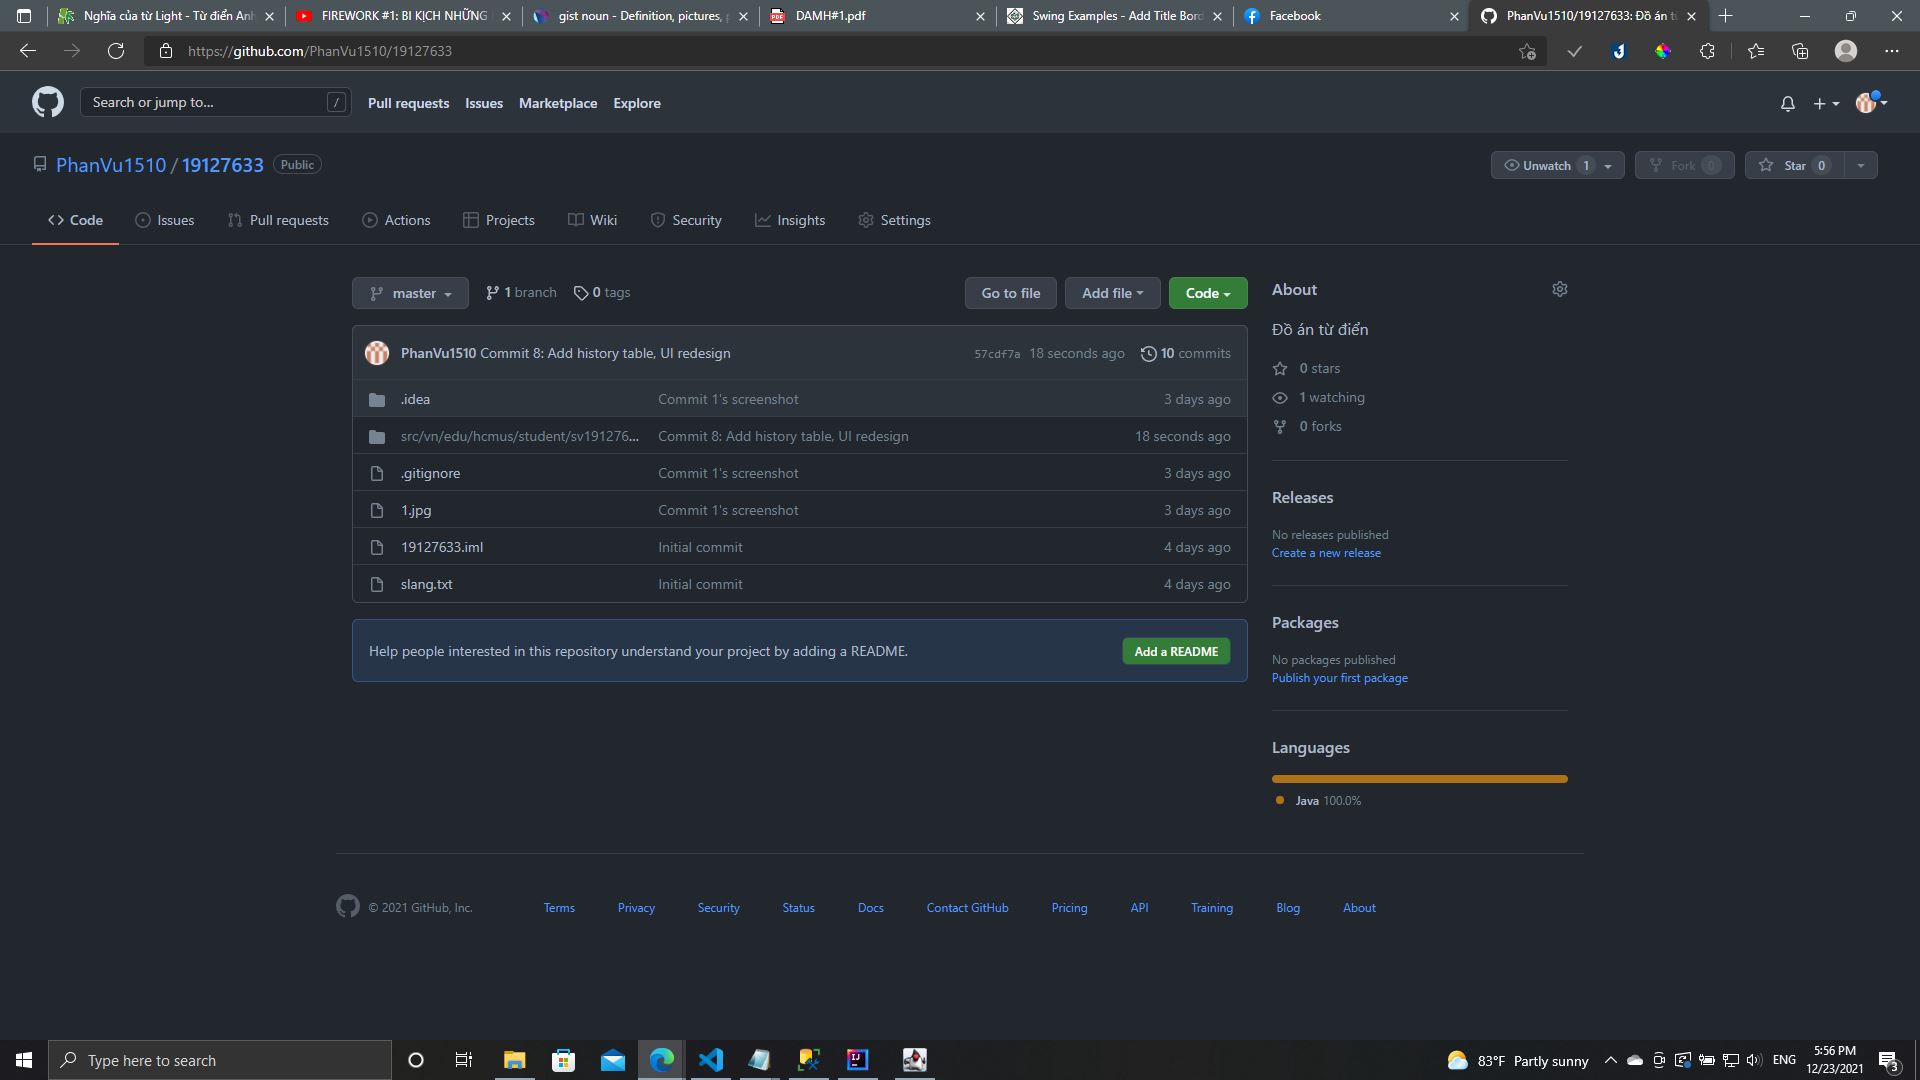 Nghĩa của từ Light - Từ điển Anh
FIREWORK #1: BI KỊCH NHỮNG
gist noun - Definition, pictures,
DAMH#1.pdf
Swing Examples - Add Title Bord
Facebook
PhanVu1510/19127633: Đồ án t
https://github.com/PhanVu1510/19127633
Search or jump to... /
Pull requests Issues Marketplace Explore
PhanVu1510 / 19127633 Public
Unwatch 1 Fork 0 Star 0
Code Issues Pull requests Actions Projects Wiki Security Insights Settings
master 1 branch 0 tags Go to file Add file Code
PhanVu1510 Commit 8: Add history table, UI redesign 57cdf7a 18 seconds ago 10 commits
.idea Commit 1's screenshot 3 days ago
src/vn/edu/hcmus/student/sv191276... Commit 8: Add history table, UI redesign 18 seconds ago
.gitignore Commit 1's screenshot 3 days ago
1.jpg Commit 1's screenshot 3 days ago
19127633.iml Initial commit 4 days ago
slang.txt Initial commit 4 days ago
Help people interested in this repository understand your project by adding a README. Add a README
About
Đồ án từ điển
0 stars
1 watching
0 forks
Releases
No releases published
Create a new release
Packages
No packages published
Publish your first package
Languages
Java 100.0%
© 2021 GitHub, Inc. Terms Privacy Security Status Docs Contact GitHub Pricing API Training Blog About
Type here to search
83°F Partly sunny
ENG
5:56 PM
12/23/2021
3